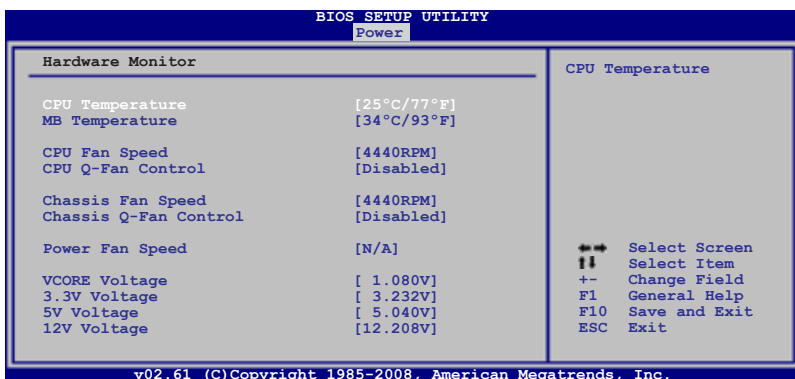 BIOS SETUP UTILITY
Power
Hardware Monitor
CPU Temperature [25°C/77°F]
MB Temperature [34°C/93°F]
CPU Fan Speed [4440RPM]
CPU Q-Fan Control [Disabled]
Chassis Fan Speed [4440RPM]
Chassis Q-Fan Control [Disabled]
Power Fan Speed [N/A]
VCORE Voltage [ 1.080V]
3.3V Voltage [ 3.232V]
5V Voltage [ 5.040V]
12V Voltage [12.208V]
CPU Temperature
←→ Select Screen
↑↓ Select Item
+- Change Field
F1 General Help
F10 Save and Exit
ESC Exit
v02.61 (C)Copyright 1985-2008, American Megatrends, Inc.